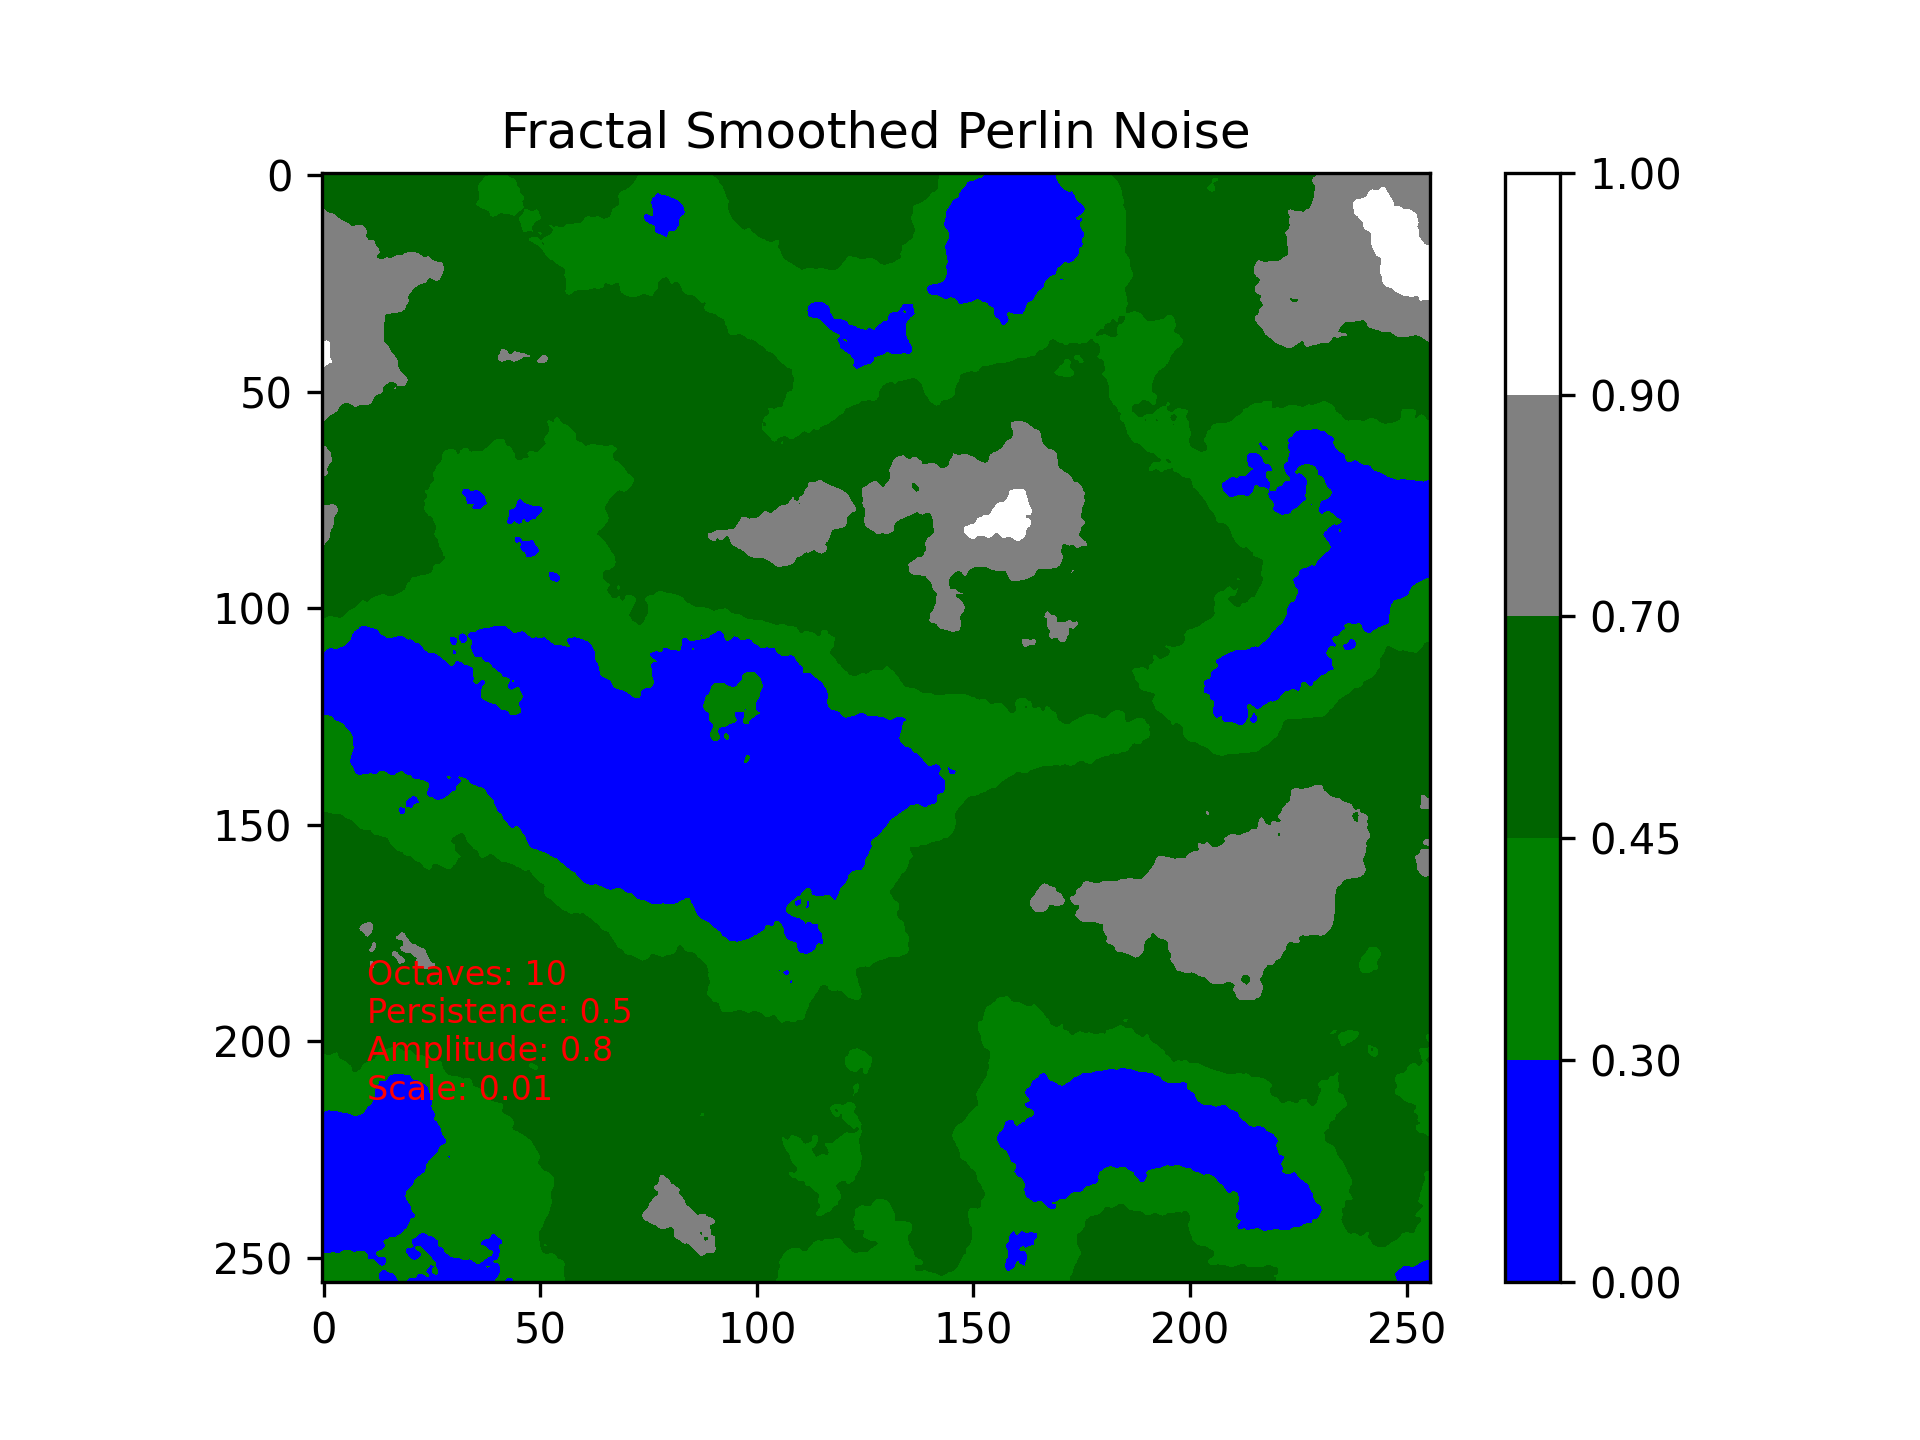 Fractal Smoothed Perlin Noise
0
50
100
150
200
250
Octaves: 10
Persistence: 0.5
Amplitude: 0.8
Scale: 0.01
0 50 100 150 200 250
1.00
0.90
0.70
0.45
0.30
0.00